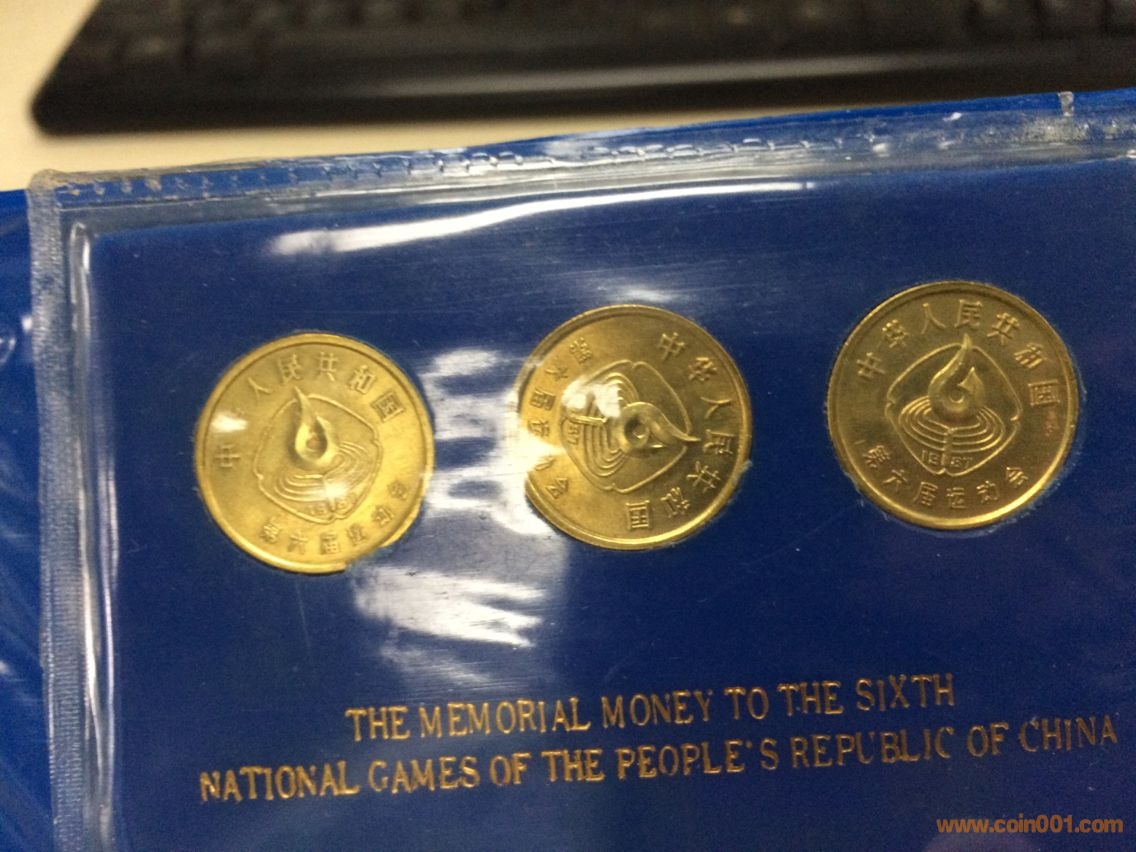 中华人民共和国
1987
第六届运动会
中华人民共和国
1987
第六届运动会
中华人民共和国
1987
第六届运动会
THE MEMORIAL MONEY TO THE SIXTH
NATIONAL GAMES OF THE PEOPLE'S REPUBLIC OF CHINA
www.coin001.com